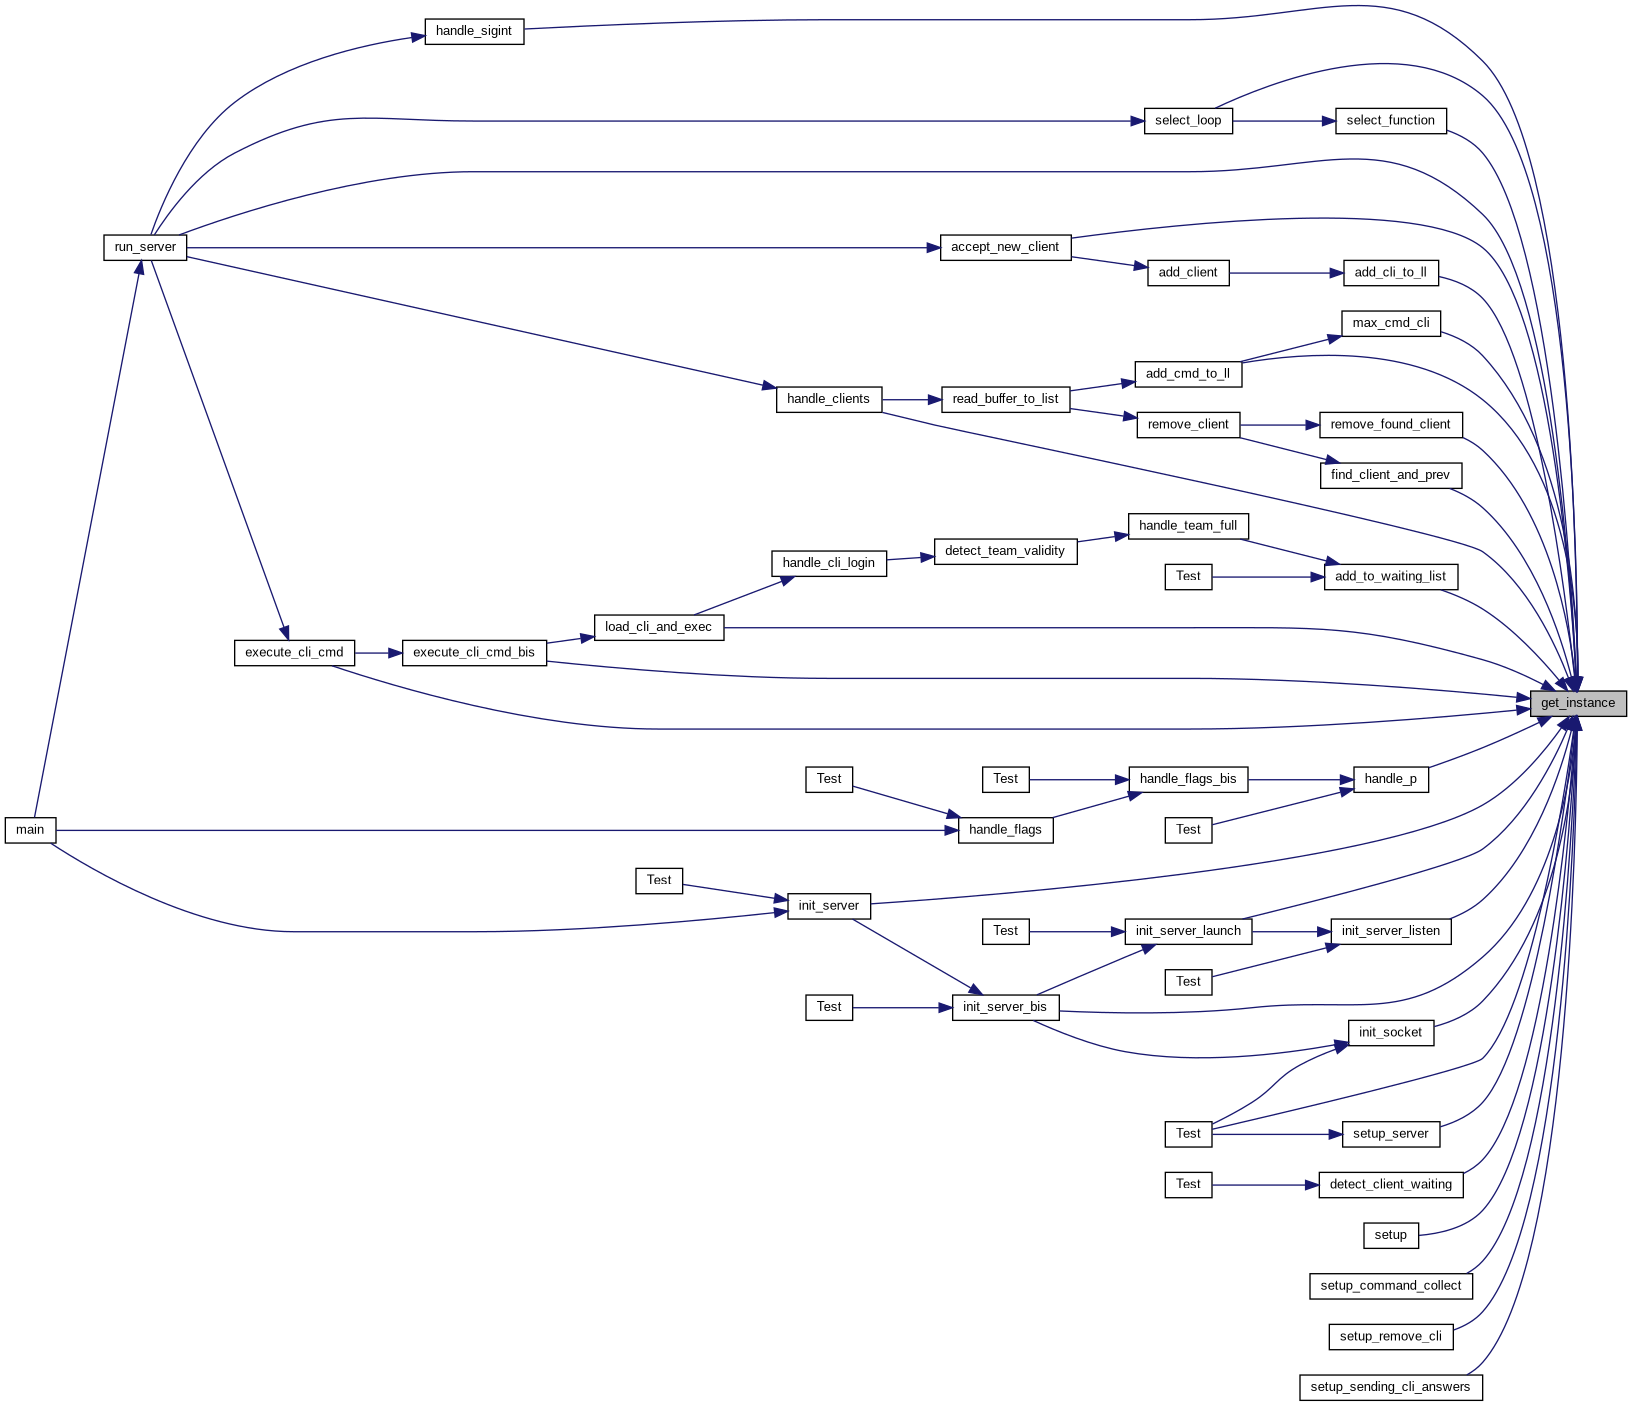 handle_sigint
select_loop
select_function
run_server
accept_new_client
add_client
add_cli_to_ll
max_cmd_cli
add_cmd_to_ll
handle_clients
read_buffer_to_list
remove_client
remove_found_client
find_client_and_prev
handle_team_full
detect_team_validity
handle_cli_login
Test
add_to_waiting_list
load_cli_and_exec
execute_cli_cmd
execute_cli_cmd_bis
get_instance
Test
Test
handle_flags_bis
handle_p
main
handle_flags
Test
Test
init_server
Test
init_server_launch
init_server_listen
Test
Test
init_server_bis
init_socket
Test
setup_server
Test
detect_client_waiting
setup
setup_command_collect
setup_remove_cli
setup_sending_cli_answers